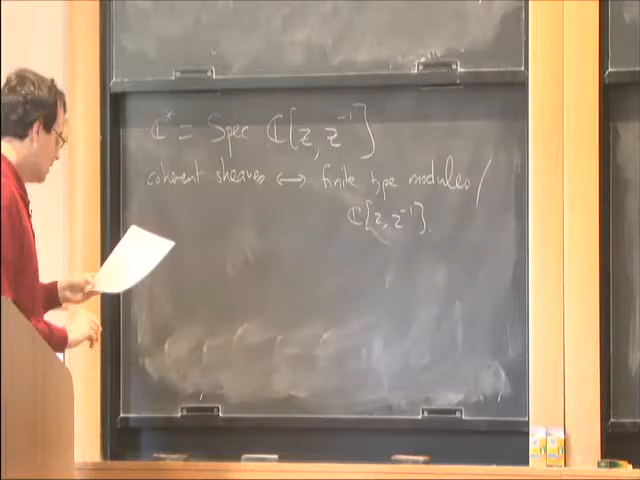 ℂ* = Spec ℂ[z, z⁻¹]
coherent sheaves ↔ finite type modules /
ℂ[z, z⁻¹].